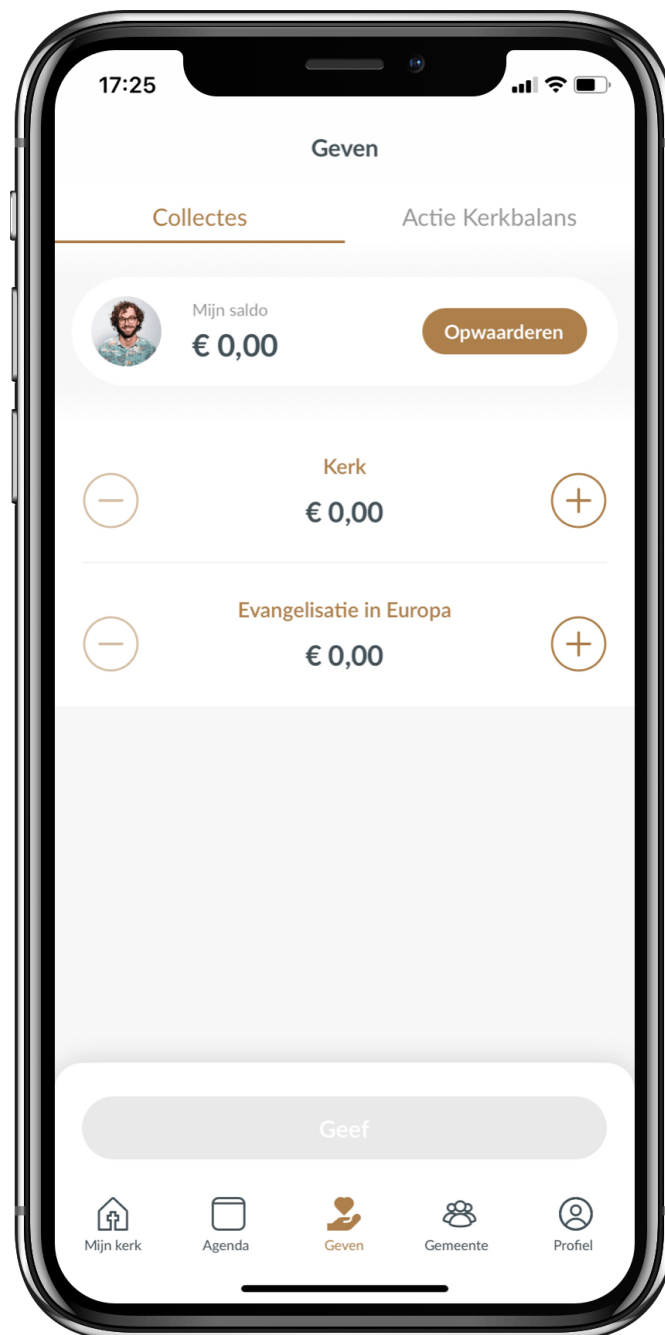 17:25
Geven
Collectes
Actie Kerkbalans
Mijn saldo
€ 0,00
Opwaarderen
Kerk
€ 0,00
Evangelisatie in Europa
€ 0,00
Geef
Mijn kerk
Agenda
Geven
Gemeente
Profiel